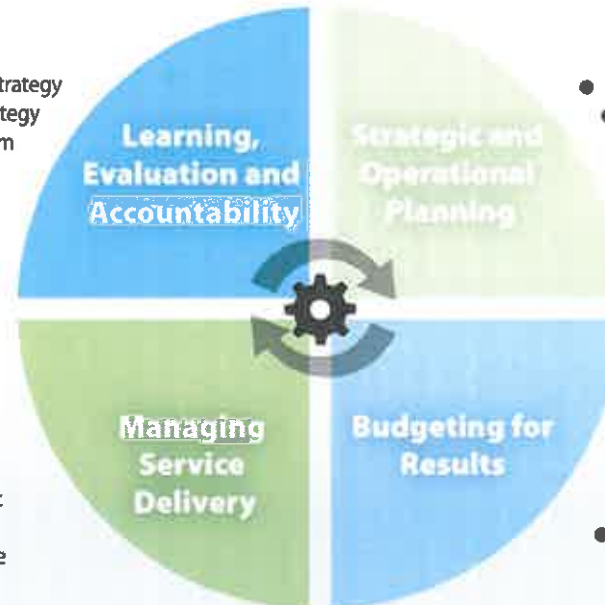 trategy
tegy
m
Learning,
Evaluation and
Accountability
Strategic and
Operational
Planning
Managing
Service
Delivery
Budgeting for
Results
e